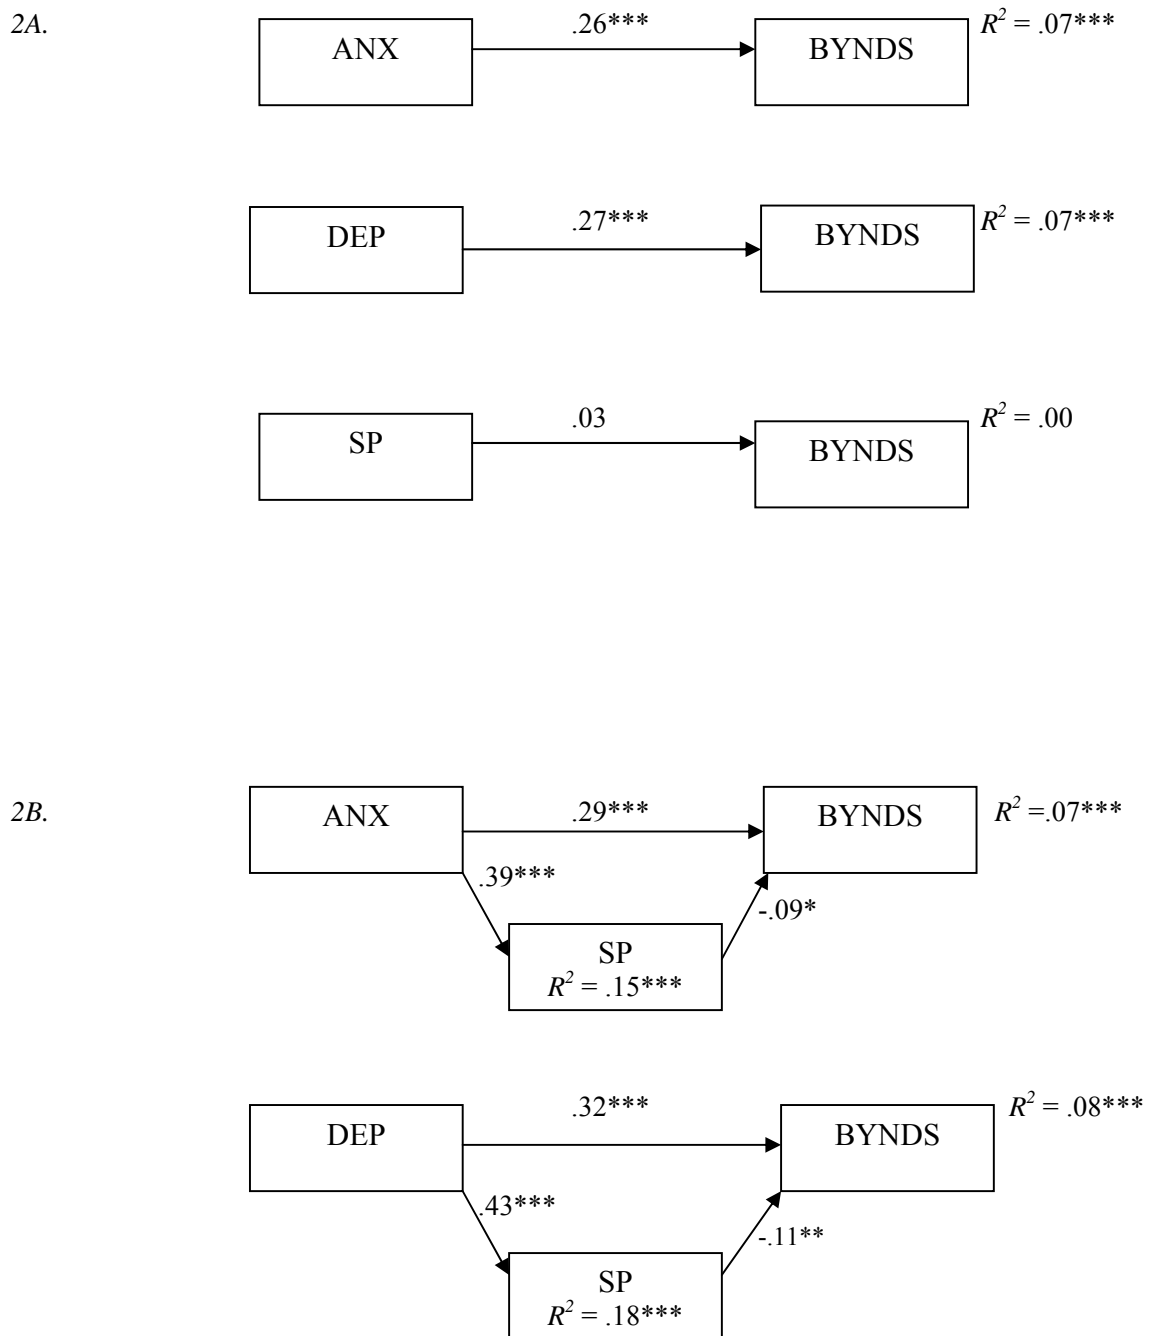 2A.
ANX .26*** BYNDS R² = .07***
DEP .27*** BYNDS R² = .07***
SP .03 BYNDS R² = .00
2B.
ANX .29*** BYNDS R² =.07***
.39*** -.09*
SP
R² = .15***
DEP .32*** BYNDS R² = .08***
.43*** -.11**
SP
R² = .18***